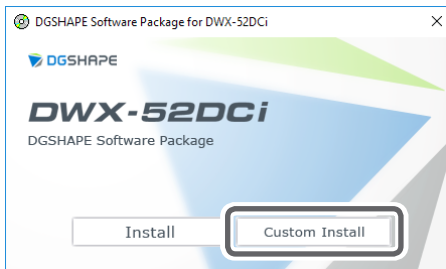 DGSHAPE Software Package for DWX-52DCi
DGSHAPE
DWX-52DCi
DGSHAPE Software Package
Install
Custom Install